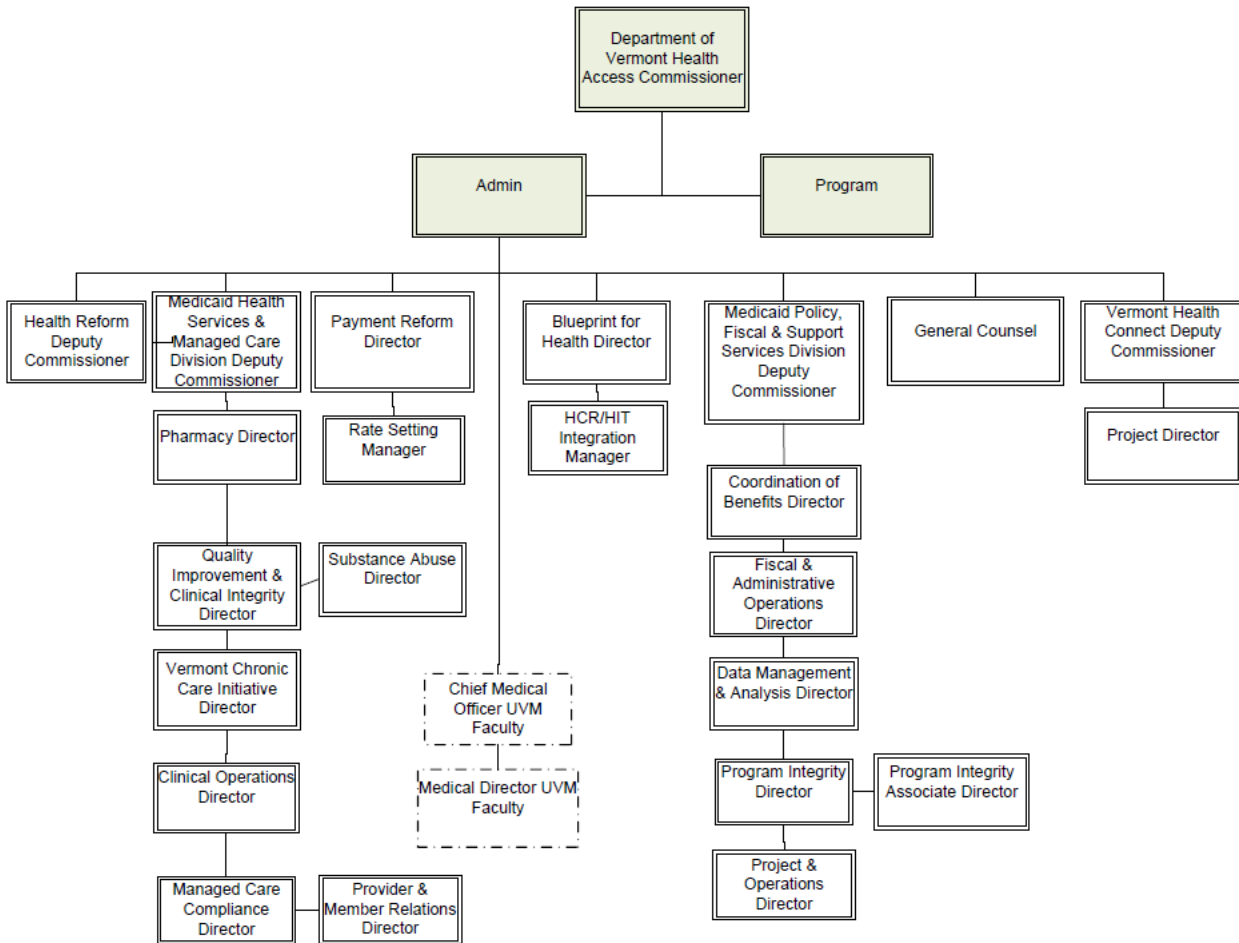 Department of
Vermont Health
Access Commissioner
Admin
Program
Health Reform
Deputy
Commissioner
Medicaid Health
Services &
Managed Care
Division Deputy
Commissioner
Payment Reform
Director
Blueprint for
Health Director
Medicaid Policy,
Fiscal & Support
Services Division
Deputy
Commissioner
General Counsel
Vermont Health
Connect Deputy
Commissioner
Pharmacy Director
Rate Setting
Manager
HCR/HIT
Integration
Manager
Project Director
Coordination of
Benefits Director
Quality
Improvement &
Clinical Integrity
Director
Substance Abuse
Director
Fiscal &
Administrative
Operations
Director
Vermont Chronic
Care Initiative
Director
Chief Medical
Officer UVM
Faculty
Data Management
& Analysis Director
Clinical Operations
Director
Medical Director UVM
Faculty
Program Integrity
Director
Program Integrity
Associate Director
Managed Care
Compliance
Director
Provider &
Member Relations
Director
Project &
Operations
Director